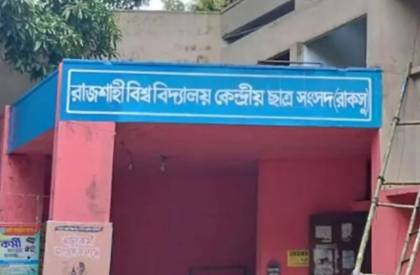 রাজশাহী বিশ্ববিদ্যালয় কেন্দ্রীয় ছাত্র সংসদ(রাকসু)